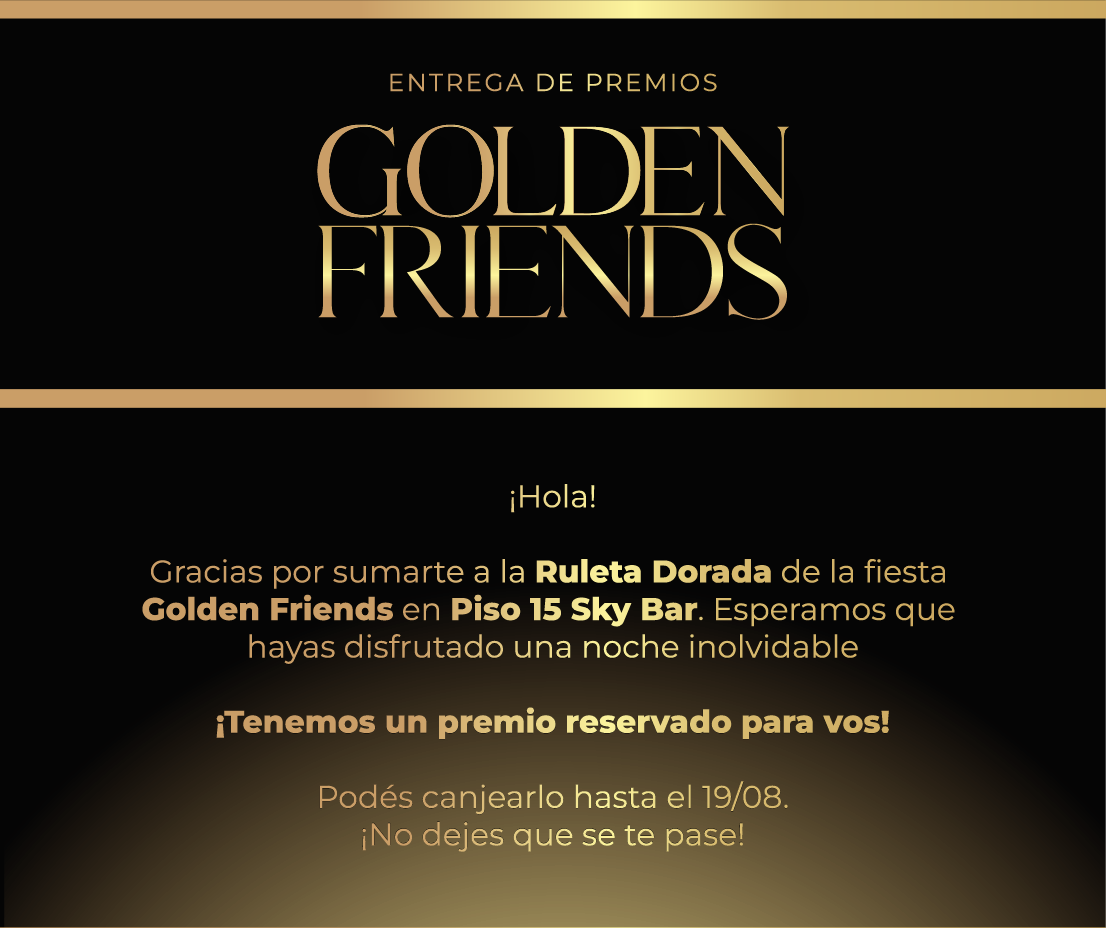 ENTREGA DE PREMIOS
GOLDEN
FRIENDS
¡Hola!
Gracias por sumarte a la Ruleta Dorada de la fiesta
Golden Friends en Piso 15 Sky Bar. Esperamos que
hayas disfrutado una noche inolvidable
¡Tenemos un premio reservado para vos!
Podés canjearlo hasta el 19/08.
¡No dejes que se te pase!